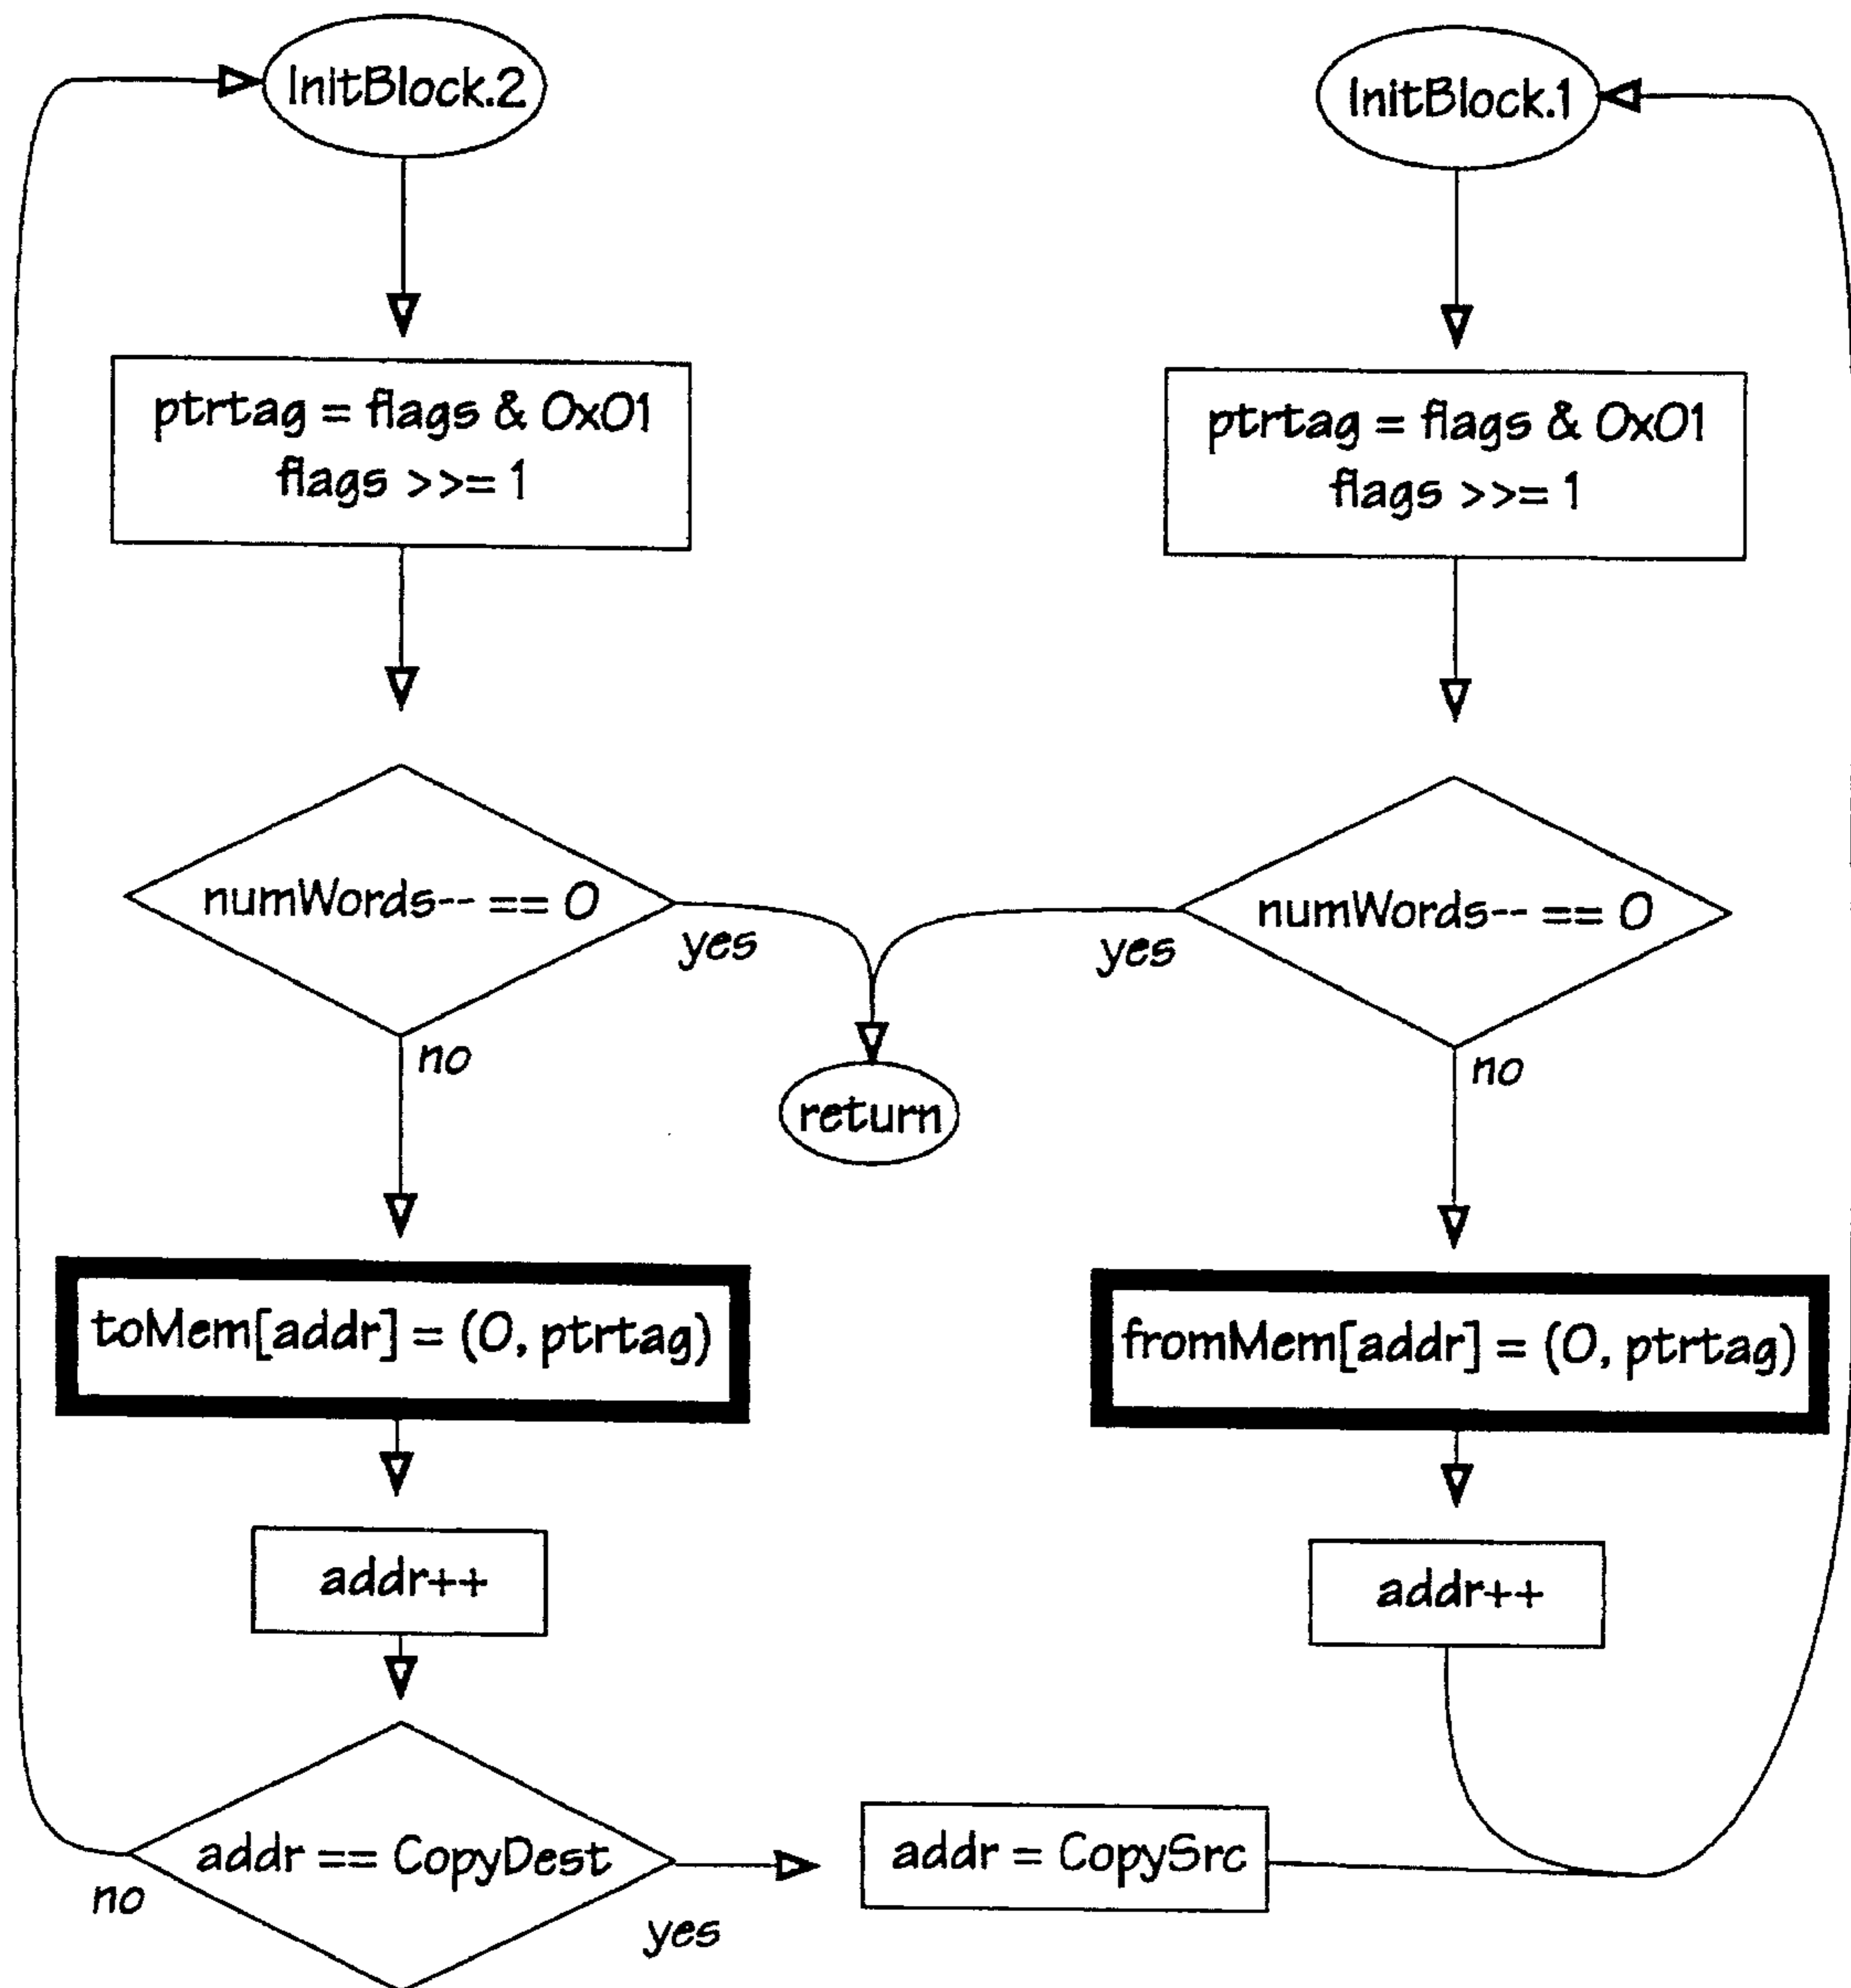 InitBlock.2
InitBlock.1
ptrtag = flags & 0x01
flags >>= 1
ptrtag = flags & 0x01
flags >>= 1
numWords-- == 0
yes
numWords-- == 0
yes
no
no
return
toMem[addr] = (0, ptrtag)
fromMem[addr] = (0, ptrtag)
addr++
addr++
addr == CopyDest
no
yes
addr = CopySrc